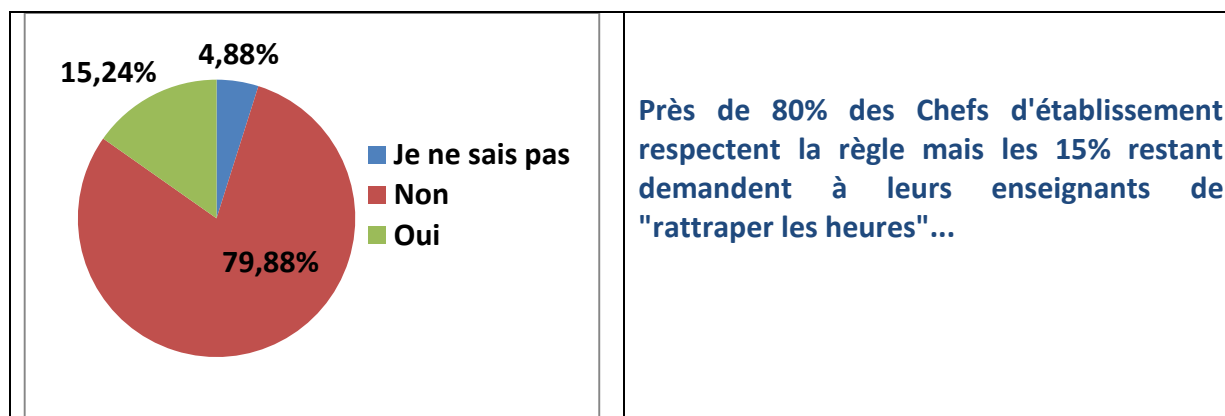 4,88%
15,24%
Je ne sais pas
Non
Oui
79,88%
Près de 80% des Chefs d'établissement
respectent la règle mais les 15% restant
demandent à leurs enseignants de
"rattraper les heures"...